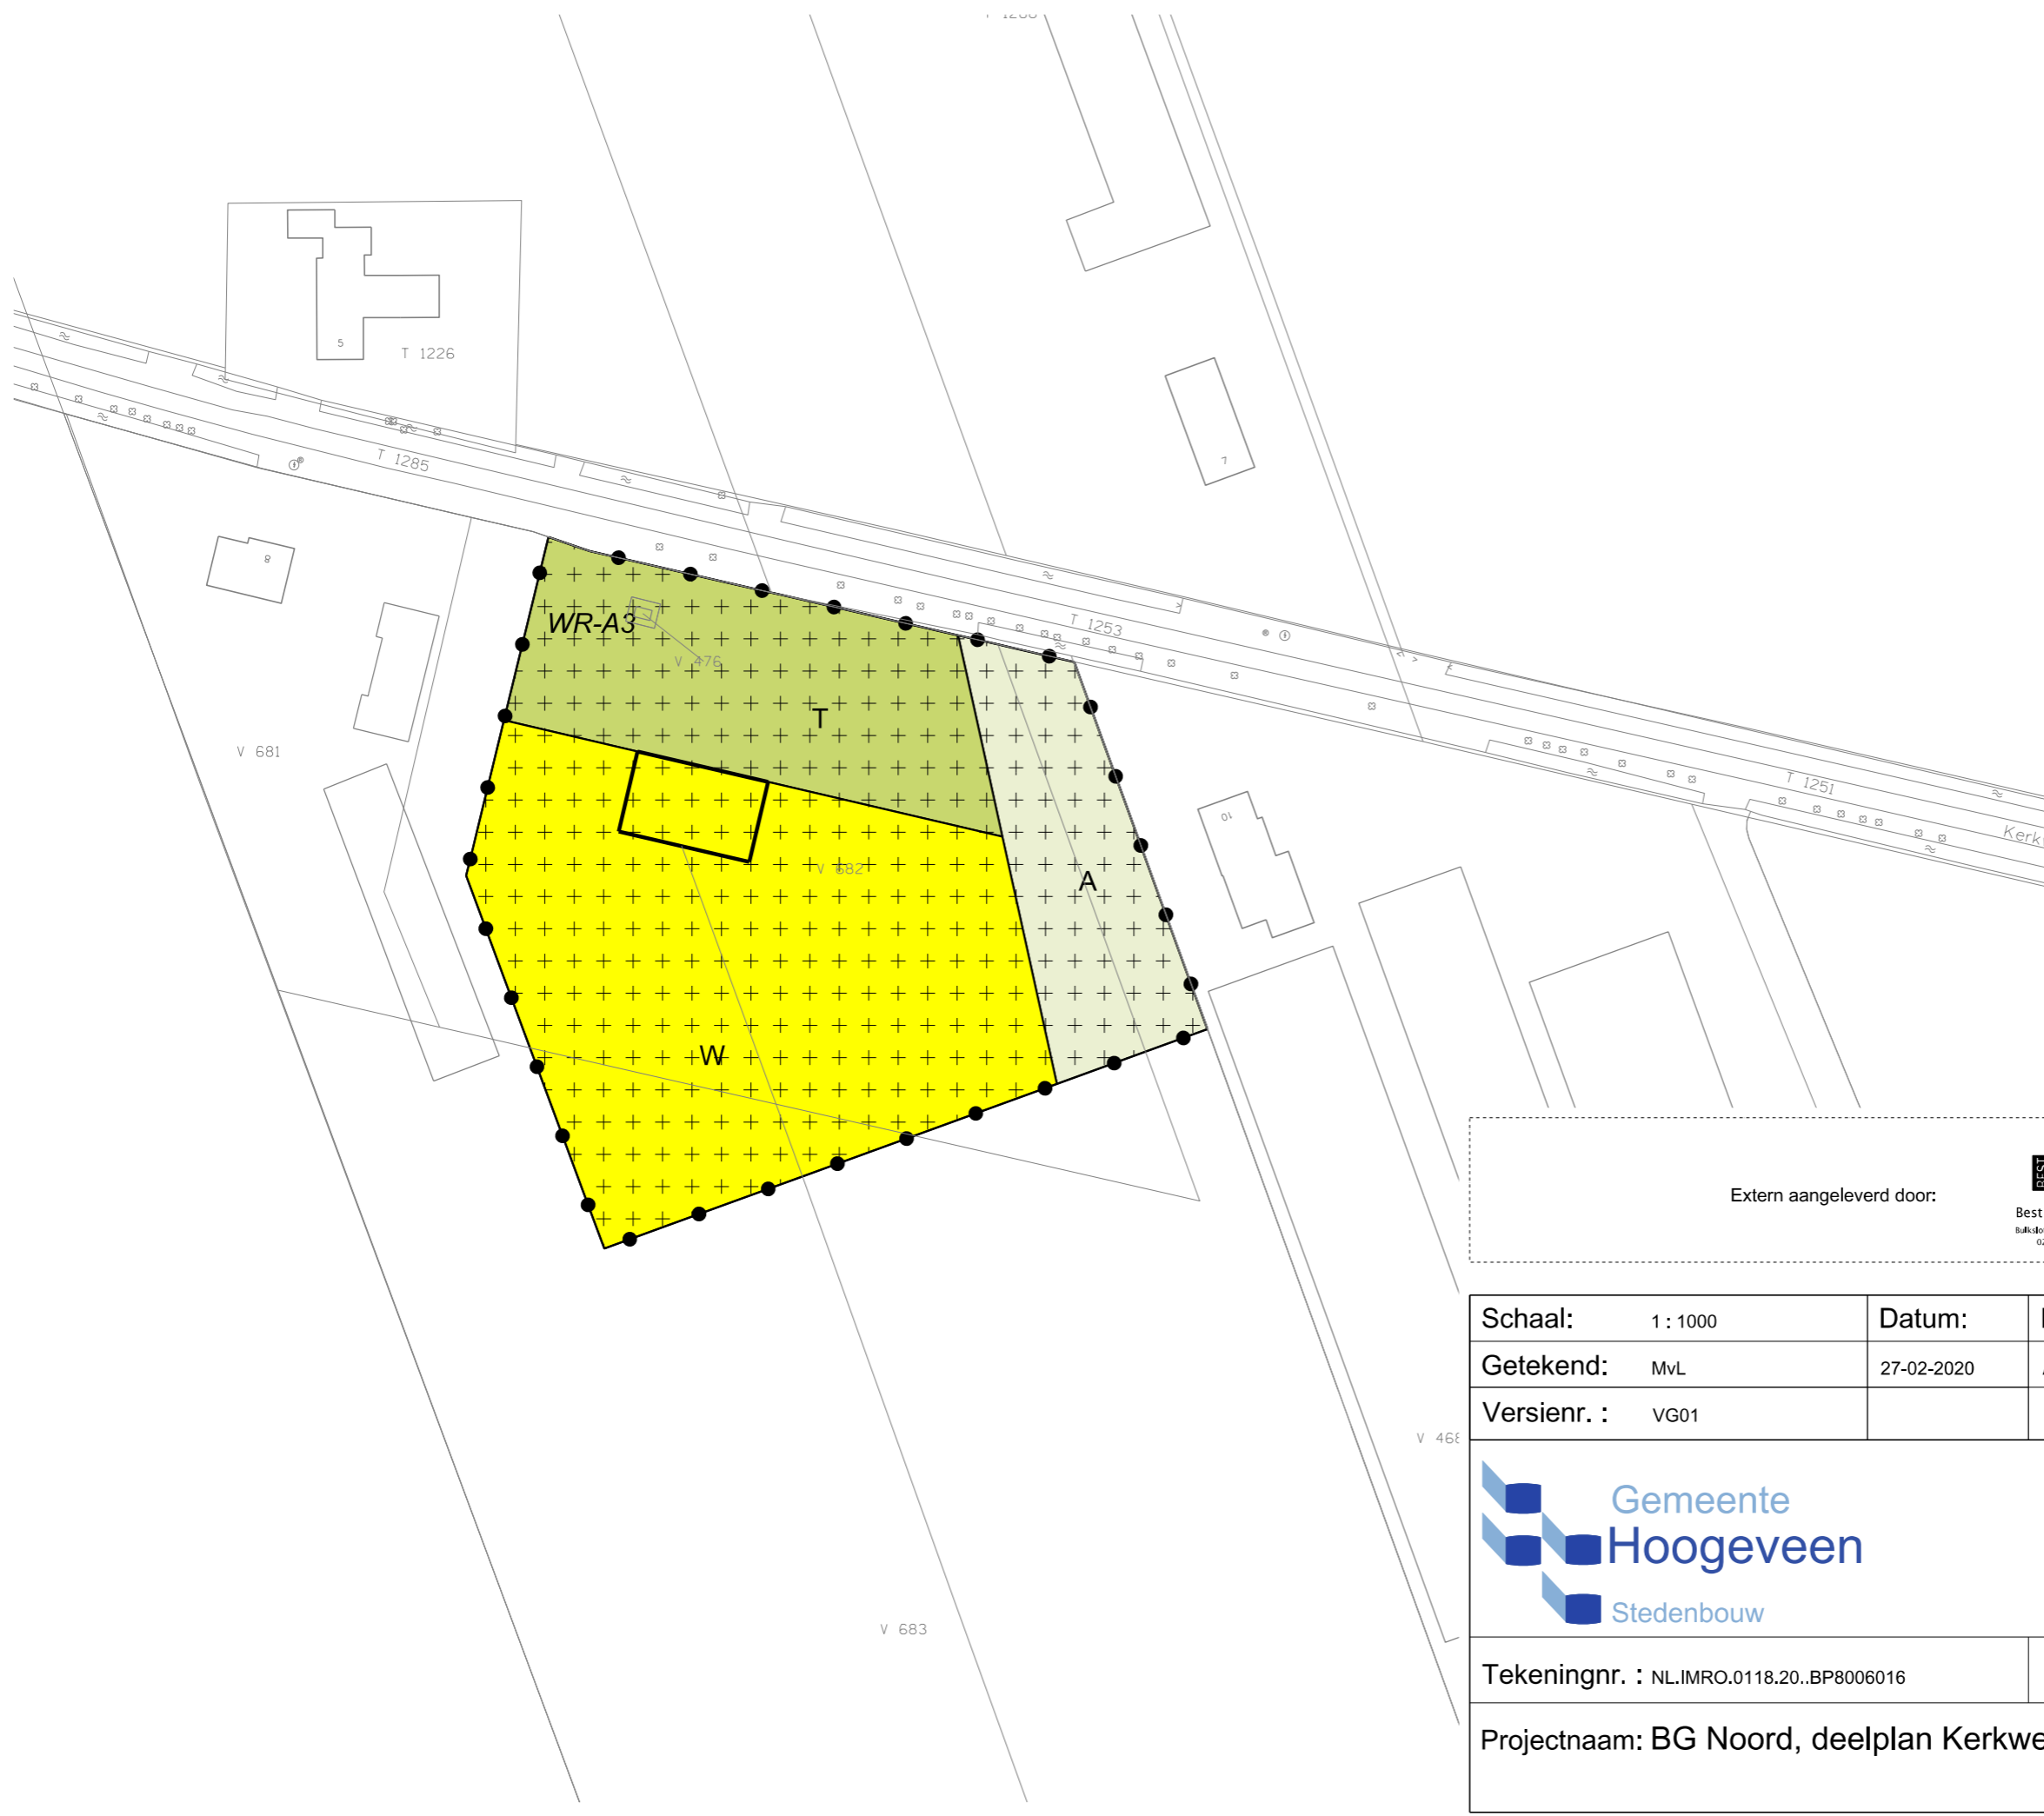 5
T 1226
T 1285
7
8
WR-A3
V 476
T 1253
T
V 681
T 1251
10
V 682
A
W
Extern aangeleverd door:
BEST
Best
Schaal: 1 : 1000 Datum:
Getekend: MvL 27-02-2020
Versienr. : VG01
Gemeente
Hoogeveen
Stedenbouw
V 683
Tekeningnr. : NL.IMRO.0118.20..BP8006016
Projectnaam: BG Noord, deelplan Kerkwe